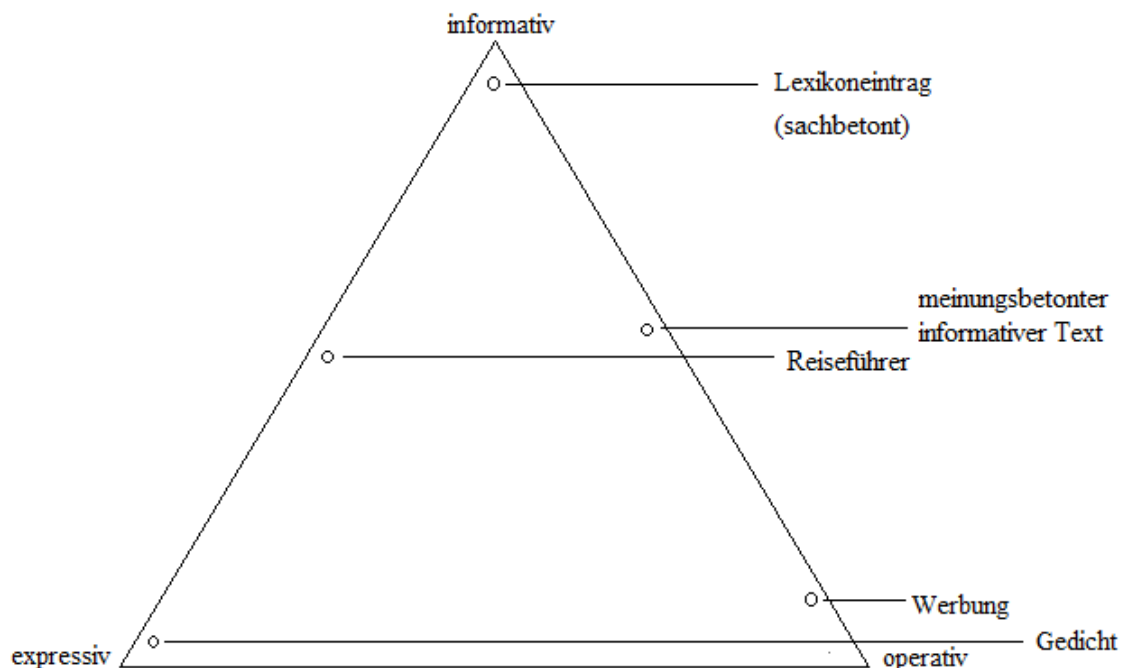 informativ
Lexikoneintrag
(sachbetont)
meinungsbetonter
informativer Text
Reiseführer
Werbung
Gedicht
expressiv
operativ